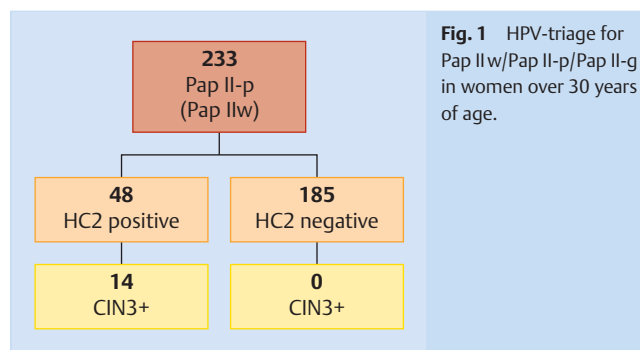 233
Pap II-p
(Pap IIw)
48
HC2 positive
185
HC2 negative
14
CIN3+
0
CIN3+
Fig. 1 HPV-triage for
Pap II w/Pap II-p/Pap II-g
in women over 30 years
of age.